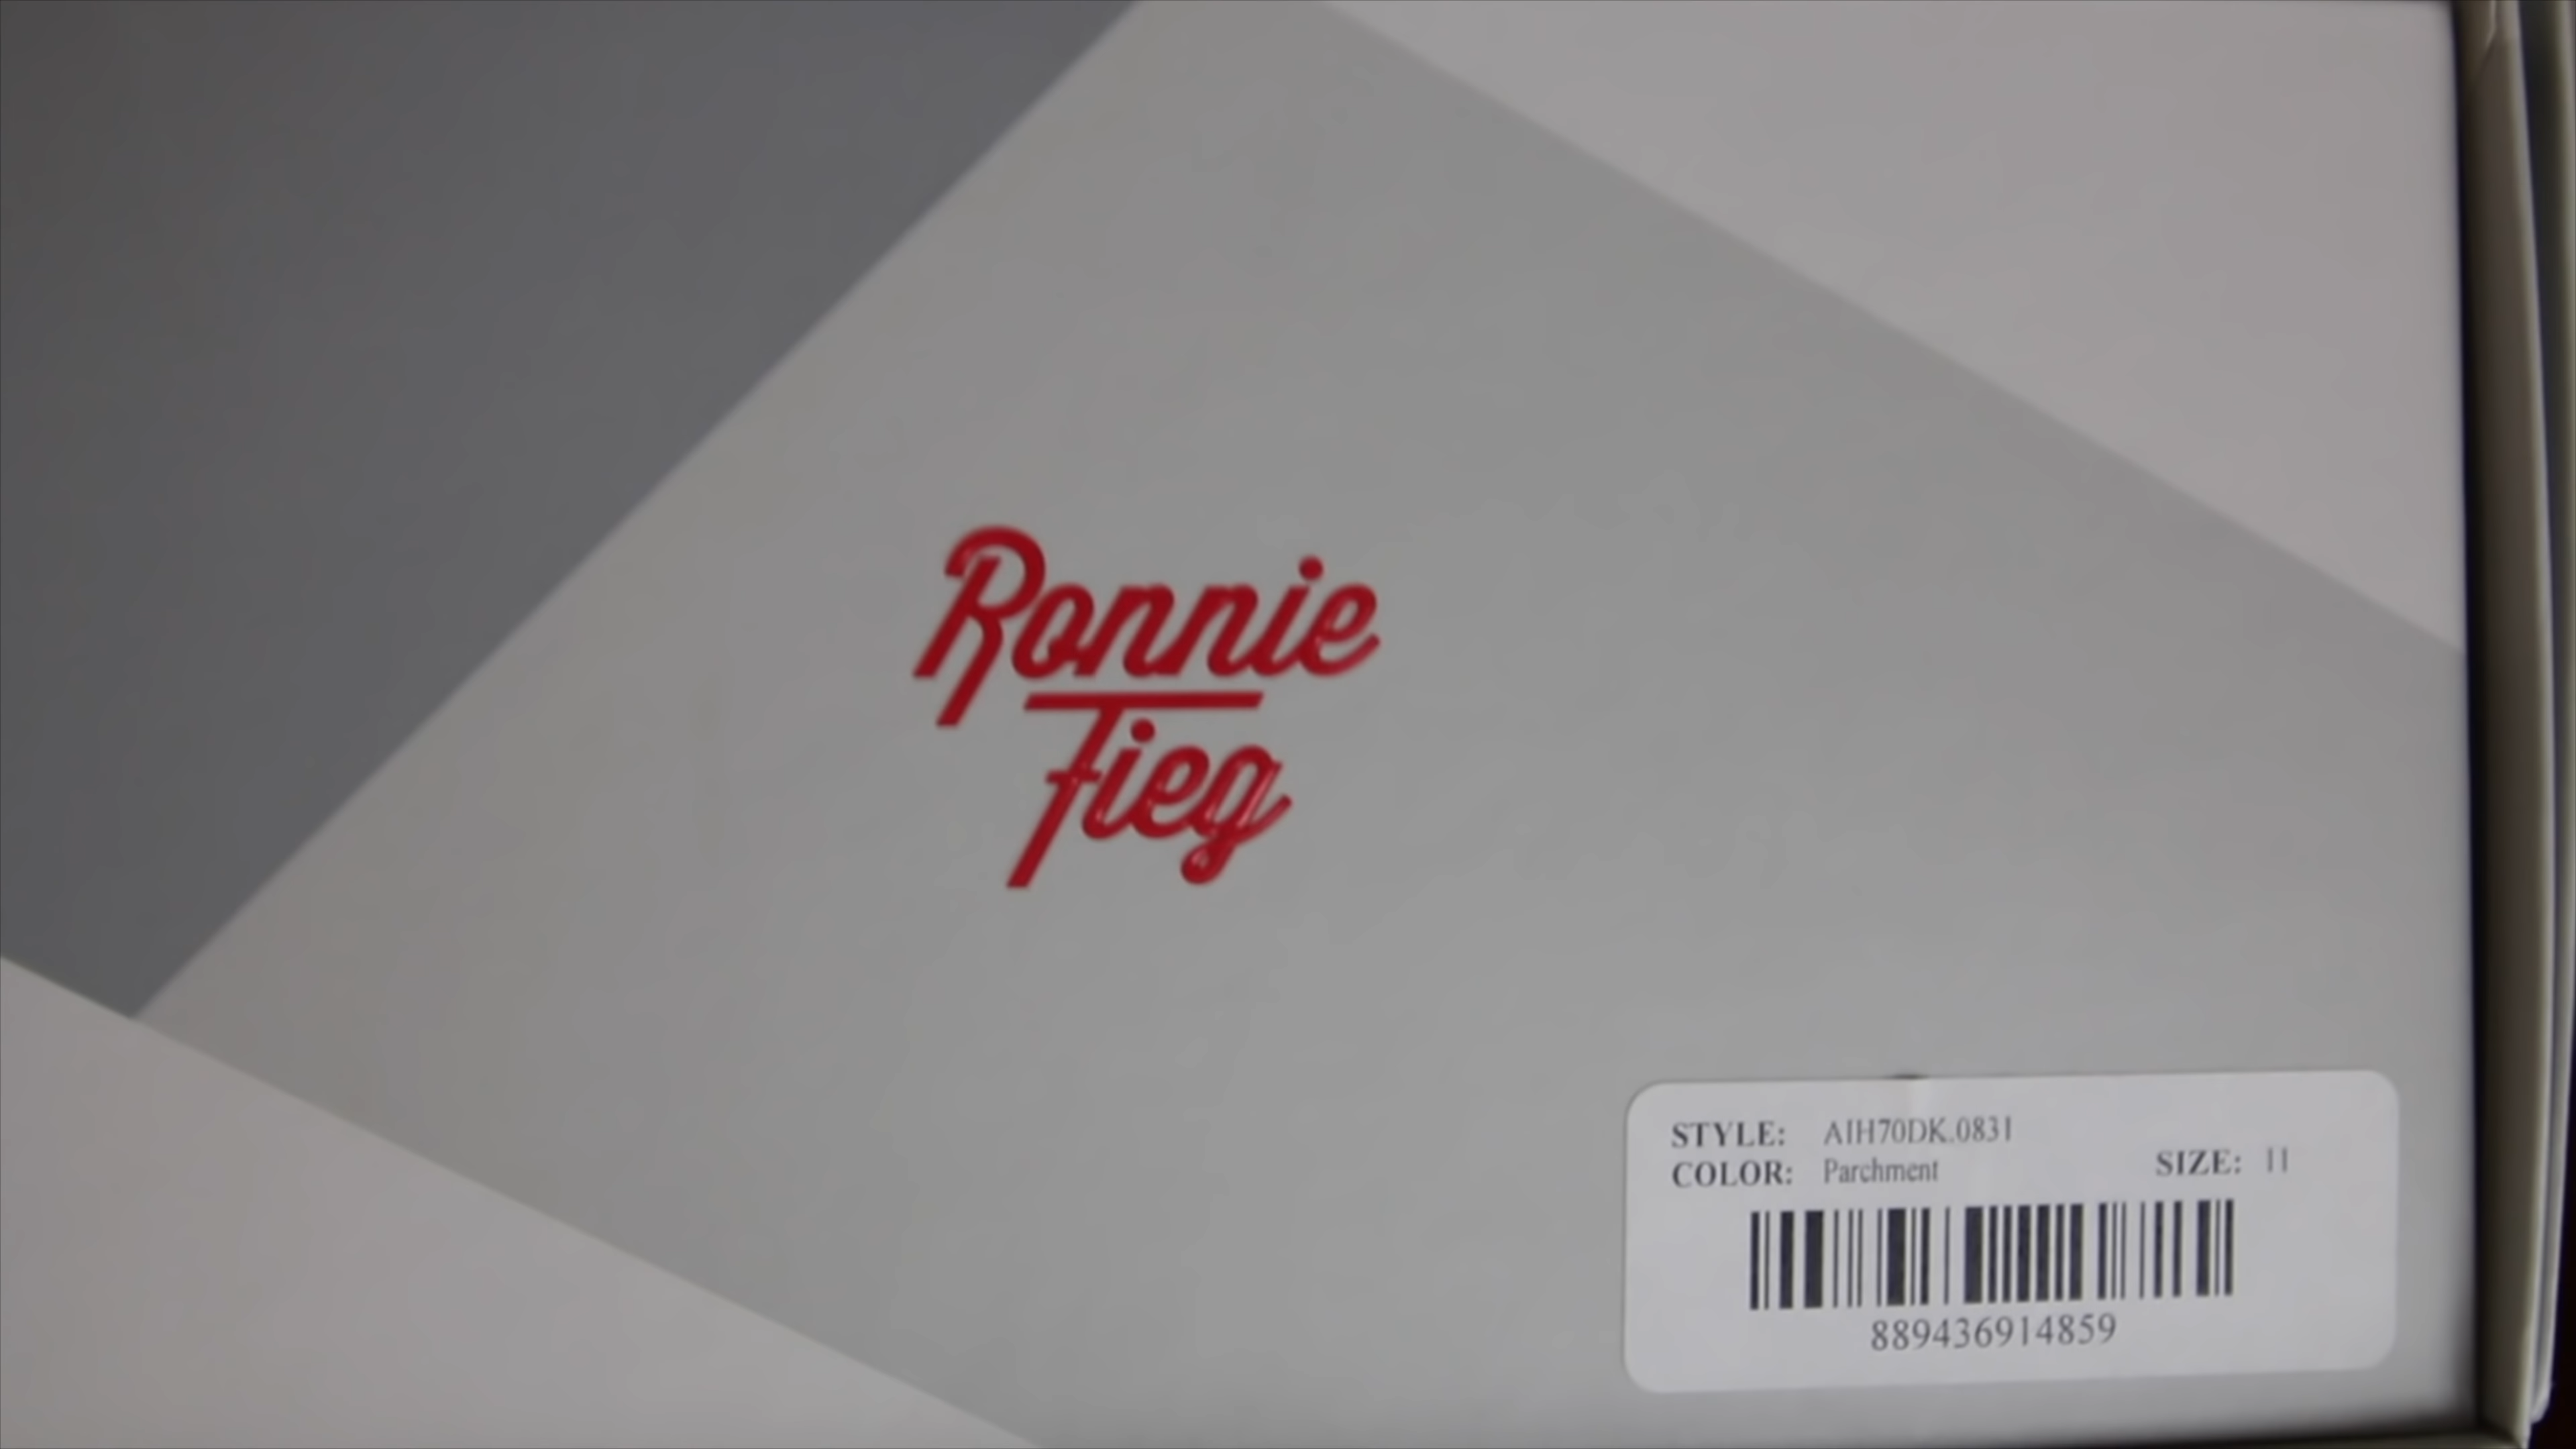 Ronnie
Fieg
STYLE: AIH70DK.0831
COLOR: Parchment
SIZE: 11
889436914859